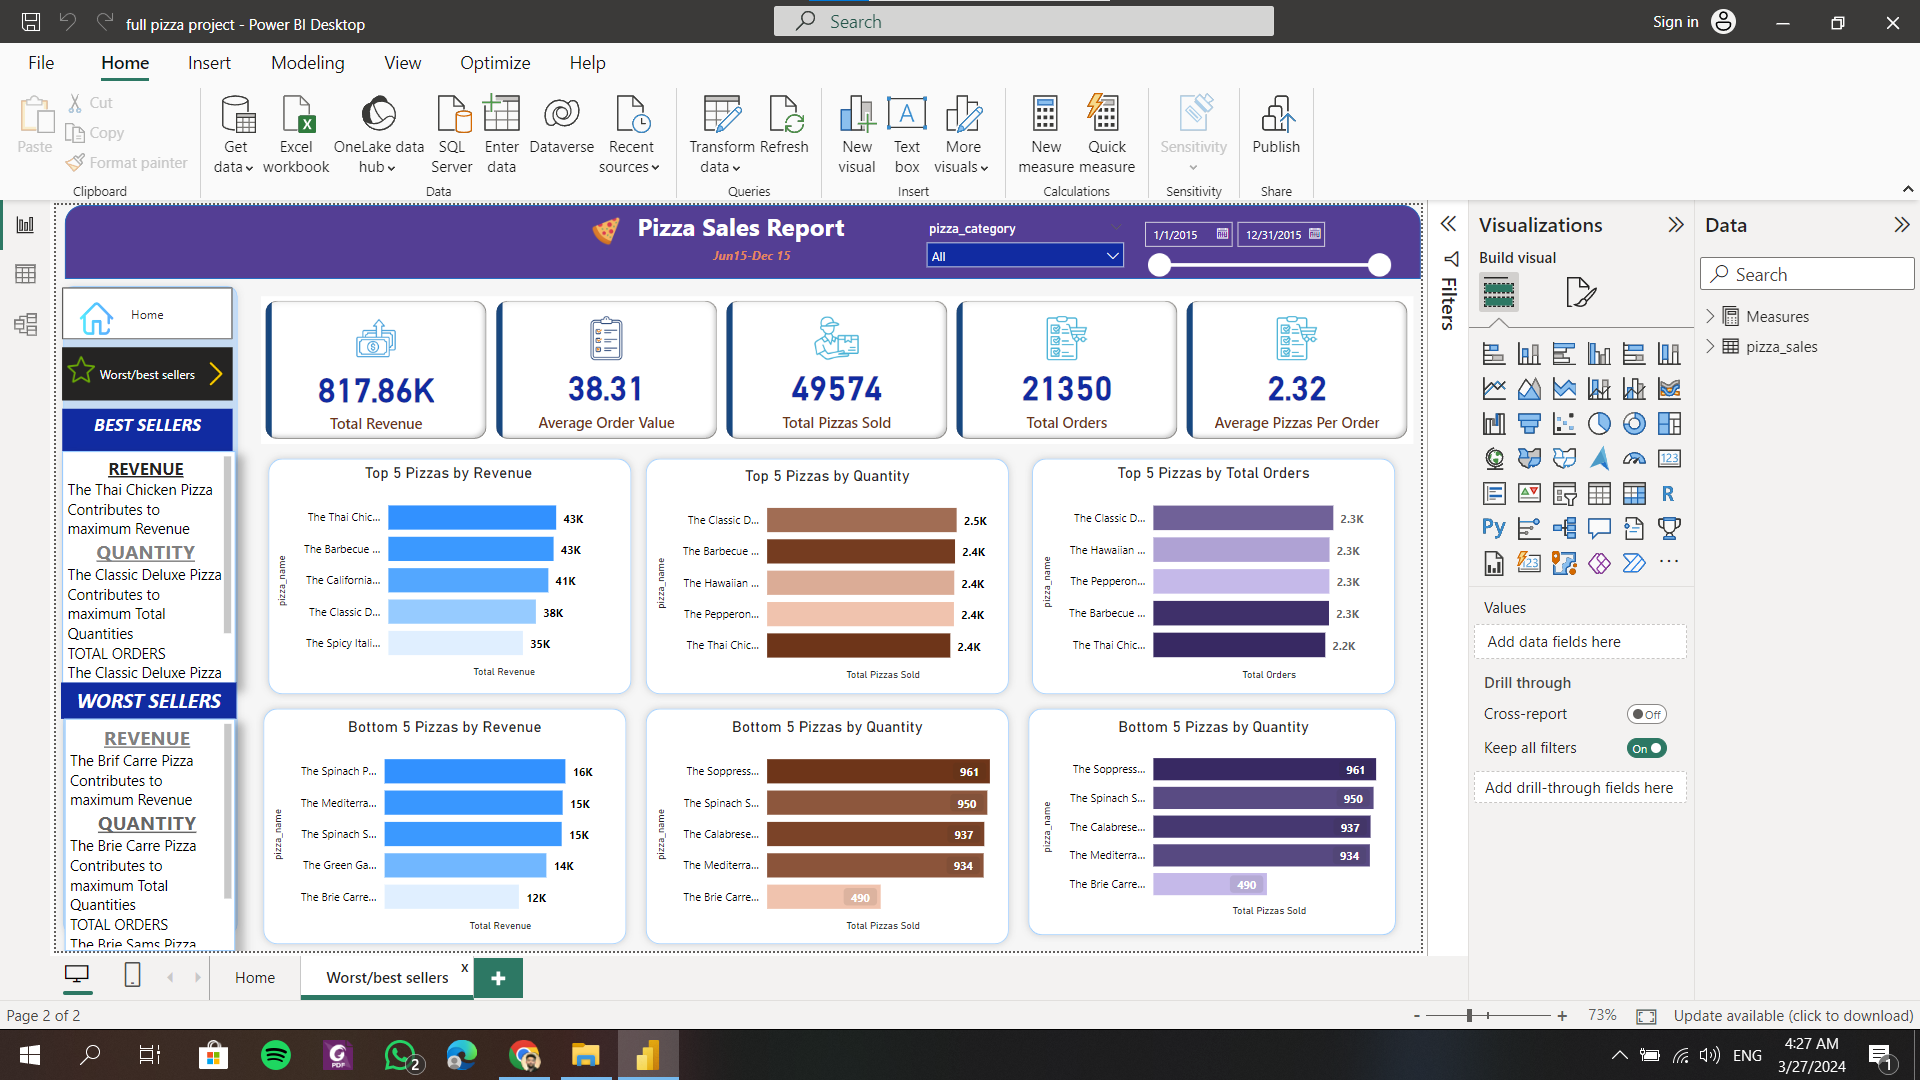 full pizza project - Power BI Desktop
Search
Sign in
File
Home
Insert
Modeling
View
Optimize
Help
Paste
Cut
Copy
Format painter
Clipboard
Get data
Excel workbook
OneLake data hub
SQL Server
Enter data
Dataverse
Recent sources
Data
Transform data
Refresh
Queries
New visual
Text box
More visuals
Insert
New measure
Quick measure
Calculations
Sensitivity
Sensitivity
Publish
Share
Pizza Sales Report
Jun15-Dec 15
pizza_category
All
1/1/2015
12/31/2015
Home
Worst/best sellers
BEST SELLERS
REVENUE
The Thai Chicken Pizza
Contributes to
maximum Revenue
QUANTITY
The Classic Deluxe Pizza
Contributes to
maximum Total
Quantities
TOTAL ORDERS
The Classic Deluxe Pizza
WORST SELLERS
REVENUE
The Brif Carre Pizza
Contributes to
maximum Revenue
QUANTITY
The Brie Carre Pizza
Contributes to
maximum Total
Quantities
TOTAL ORDERS
The Brie Sams Pizza
817.86K
Total Revenue
38.31
Average Order Value
49574
Total Pizzas Sold
21350
Total Orders
2.32
Average Pizzas Per Order
Top 5 Pizzas by Revenue
pizza_name
The Thai Chic... 43K
The Barbecue ... 43K
The California... 41K
The Classic D... 38K
The Spicy Itali... 35K
Total Revenue
Top 5 Pizzas by Quantity
pizza_name
The Classic D... 2.5K
The Barbecue ... 2.4K
The Hawaiian ... 2.4K
The Pepperon... 2.4K
The Thai Chic... 2.4K
Total Pizzas Sold
Top 5 Pizzas by Total Orders
pizza_name
The Classic D... 2.3K
The Hawaiian ... 2.3K
The Pepperon... 2.3K
The Barbecue ... 2.3K
The Thai Chic... 2.2K
Total Orders
Bottom 5 Pizzas by Revenue
pizza_name
The Spinach P... 16K
The Mediterra... 15K
The Spinach S... 15K
The Green Ga... 14K
The Brie Carre... 12K
Total Revenue
Bottom 5 Pizzas by Quantity
pizza_name
The Soppress... 961
The Spinach S... 950
The Calabrese... 937
The Mediterra... 934
The Brie Carre... 490
Total Pizzas Sold
Bottom 5 Pizzas by Quantity
pizza_name
The Soppress... 961
The Spinach S... 950
The Calabrese... 937
The Mediterra... 934
The Brie Carre... 490
Total Pizzas Sold
Filters
Visualizations
Build visual
123
R
Py
123
...
Values
Add data fields here
Drill through
Cross-report
Off
Keep all filters
On
Add drill-through fields here
Data
Search
Measures
pizza_sales
Home
Worst/best sellers
x
+
Page 2 of 2
-
+
73%
Update available (click to download)
PDF
2
ENG
4:27 AM
3/27/2024
1